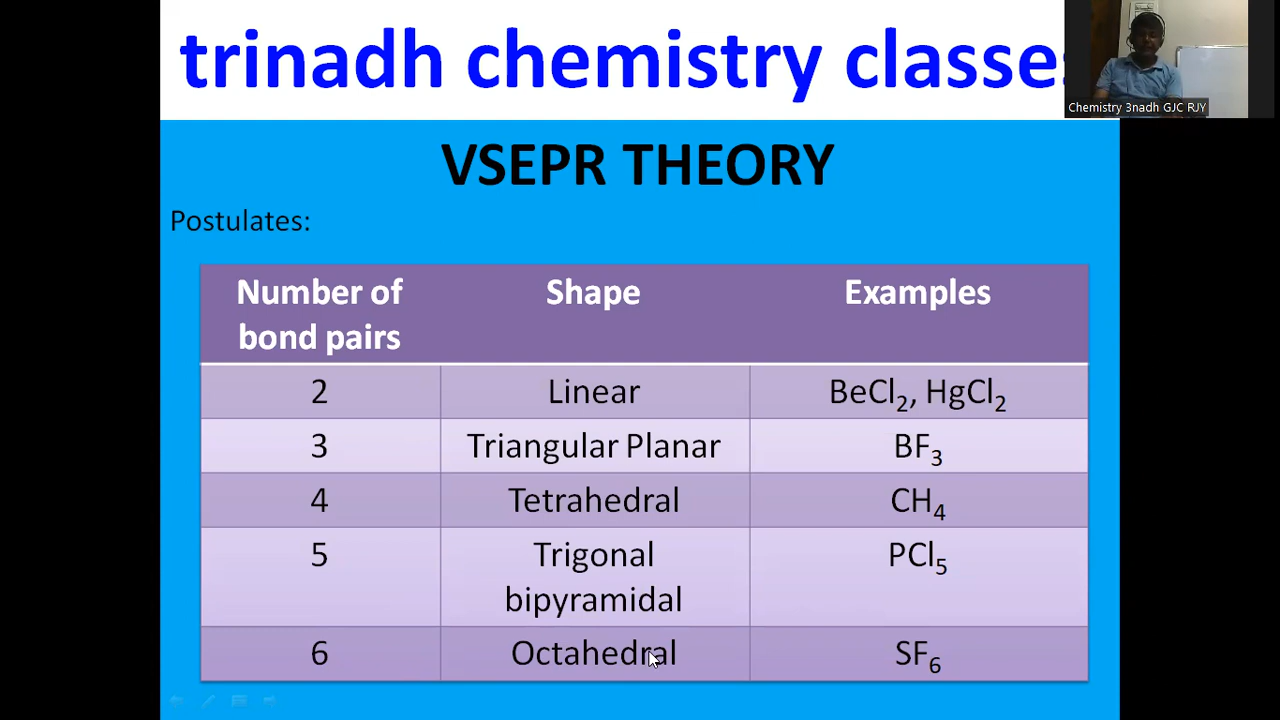 trinadh chemistry classes
Chemistry 3nadh GJC RJY
VSEPR THEORY
Postulates:
Number of bond pairs Shape Examples
2 Linear BeCl₂, HgCl₂
3 Triangular Planar BF₃
4 Tetrahedral CH₄
5 Trigonal bipyramidal PCl₅
6 Octahedral SF₆